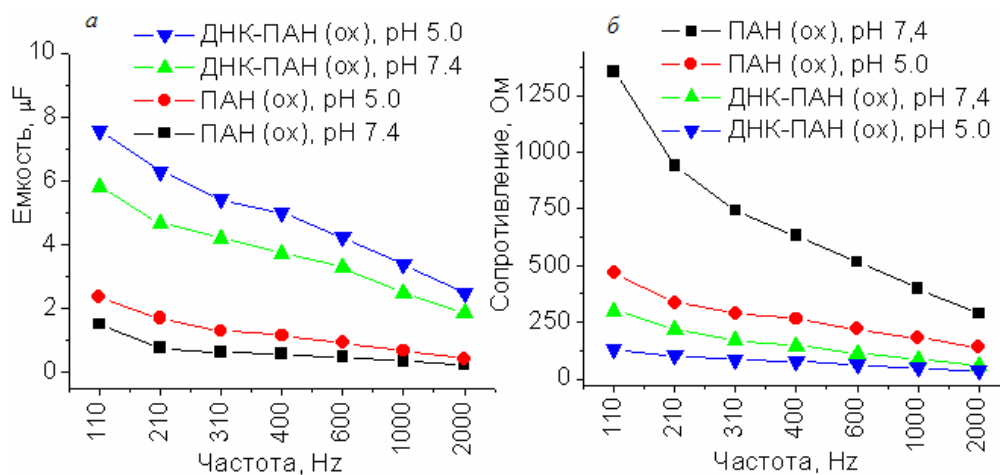 а
ДНК-ПАН (ox), pH 5.0
ДНК-ПАН (ox), pH 7.4
ПАН (ox), pH 5.0
ПАН (ox), pH 7.4
Емкость, µF
10
8
6
4
2
0
110
210
310
400
600
1000
2000
Частота, Hz
б
ПАН (ox), pH 7,4
ПАН (ox), pH 5.0
ДНК-ПАН (ox), pH 7,4
ДНК-ПАН (ox), pH 5.0
Сопротивление, Ом
1250
1000
750
500
250
0
110
210
310
400
600
1000
2000
Частота, Hz